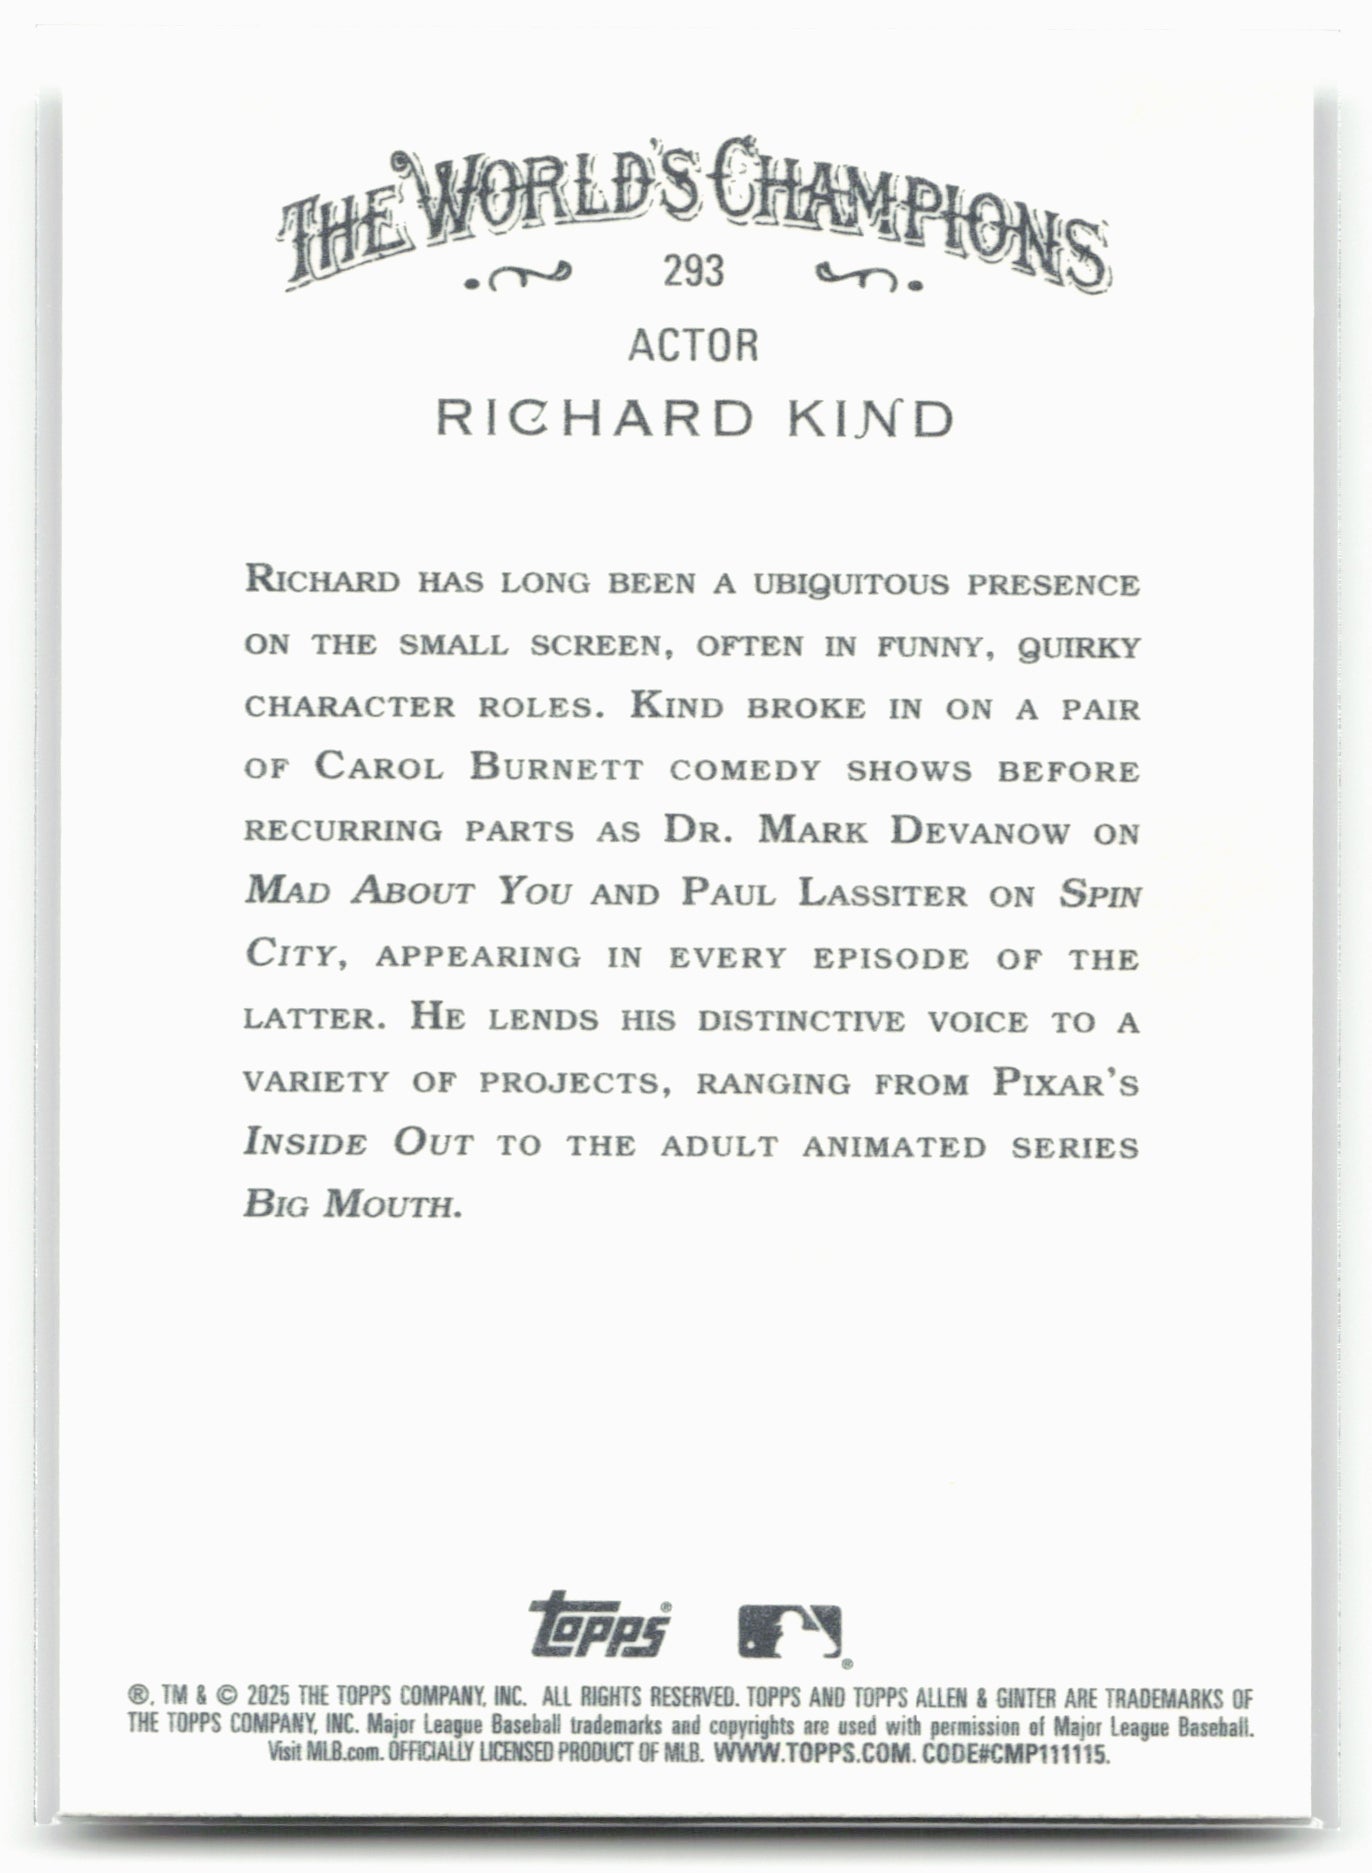 THE WORLD'S CHAMPIONS
293
ACTOR
RICHARD KIND
RICHARD HAS LONG BEEN A UBIQUITOUS PRESENCE
ON THE SMALL SCREEN, OFTEN IN FUNNY, QUIRKY
CHARACTER ROLES. KIND BROKE IN ON A PAIR
OF CAROL BURNETT COMEDY SHOWS BEFORE
RECURRING PARTS AS DR. MARK DEVANOW ON
MAD ABOUT YOU AND PAUL LASSITER ON SPIN
CITY, APPEARING IN EVERY EPISODE OF THE
LATTER. HE LENDS HIS DISTINCTIVE VOICE TO A
VARIETY OF PROJECTS, RANGING FROM PIXAR'S
INSIDE OUT TO THE ADULT ANIMATED SERIES
BIG MOUTH.
topps®
®
®, TM & © 2025 THE TOPPS COMPANY, INC. ALL RIGHTS RESERVED. TOPPS AND TOPPS ALLEN & GINTER ARE TRADEMARKS OF
THE TOPPS COMPANY, INC. Major League Baseball trademarks and copyrights are used with permission of Major League Baseball.
Visit MLB.com. OFFICIALLY LICENSED PRODUCT OF MLB. WWW.TOPPS.COM. CODE#CMP111115.